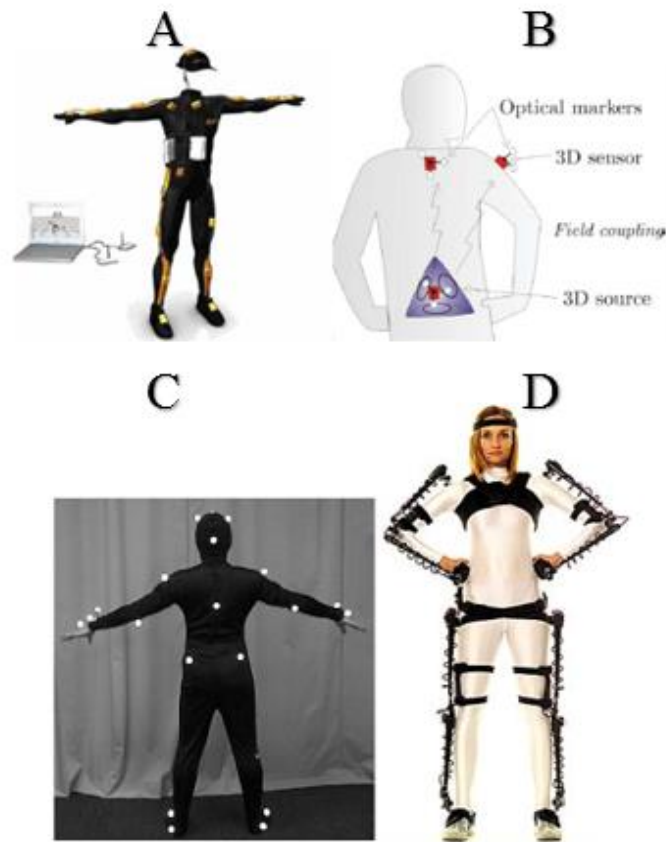 A
B
Optical markers
3D sensor
Field coupling
3D source
C
D